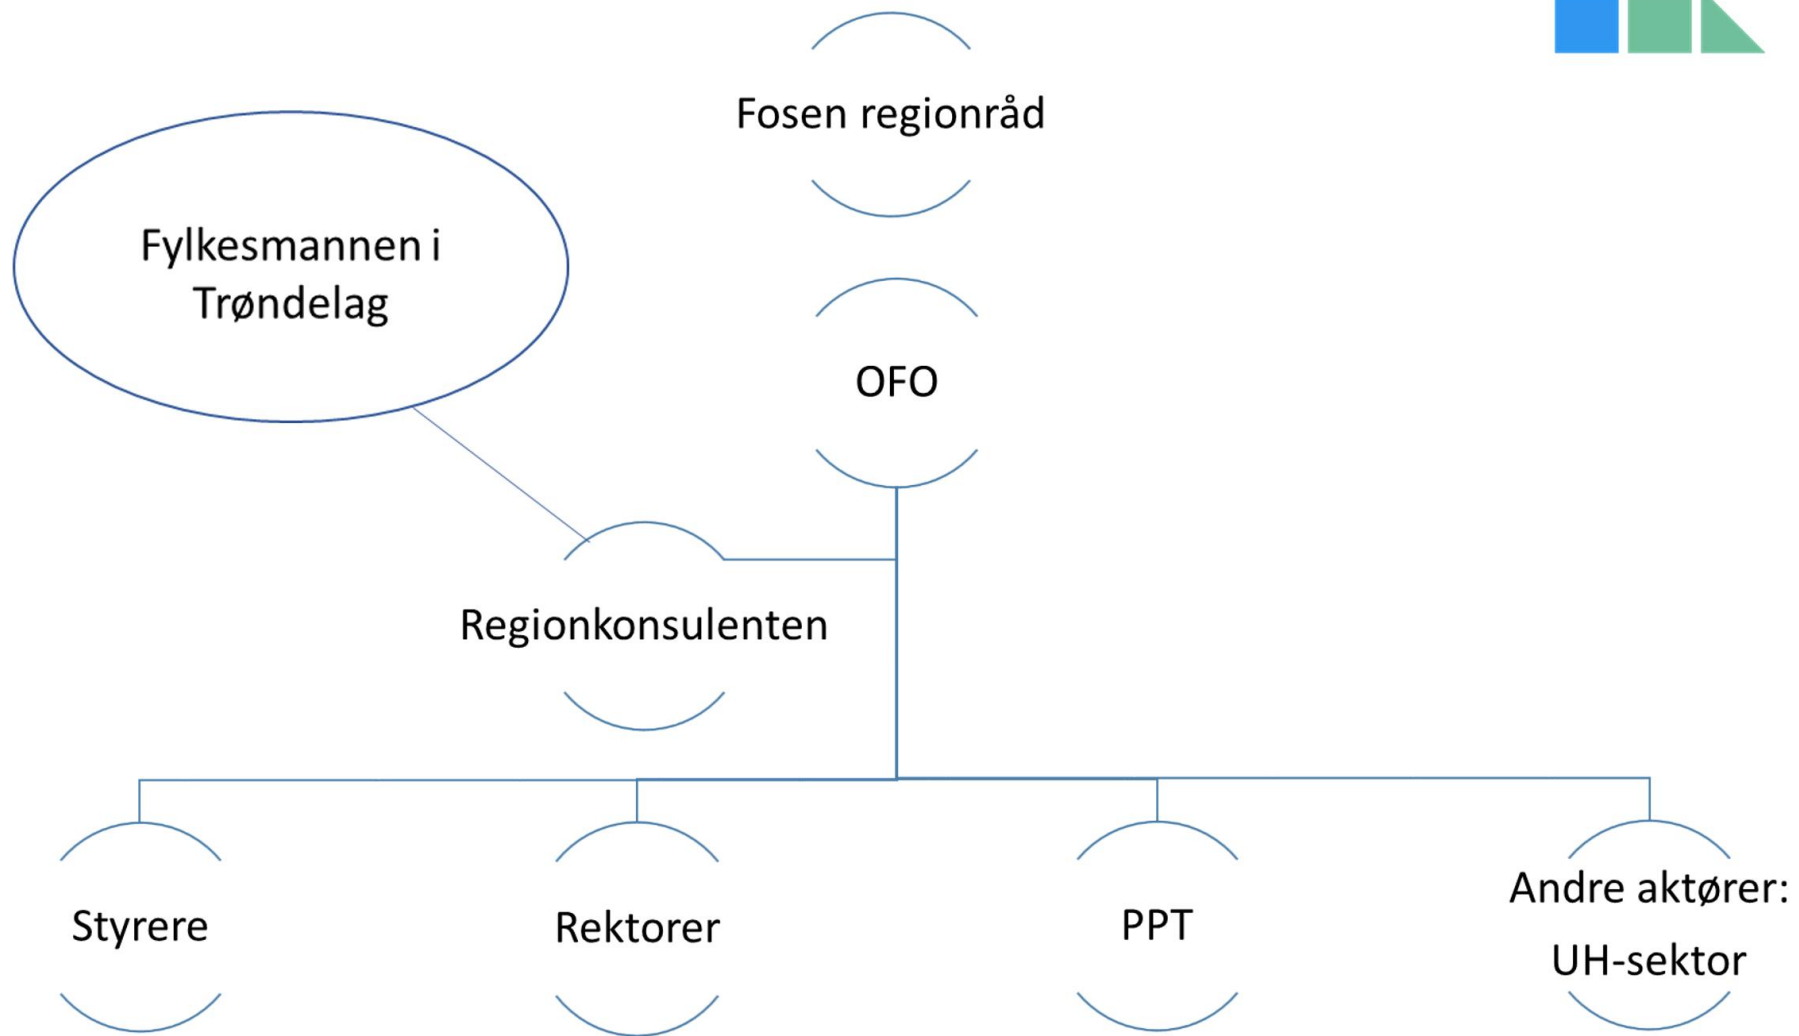 Fosen regionråd
Fylkesmannen i
Trøndelag
OFO
Regionkonsulenten
Styrere
Rektorer
PPT
Andre aktører:
UH-sektor